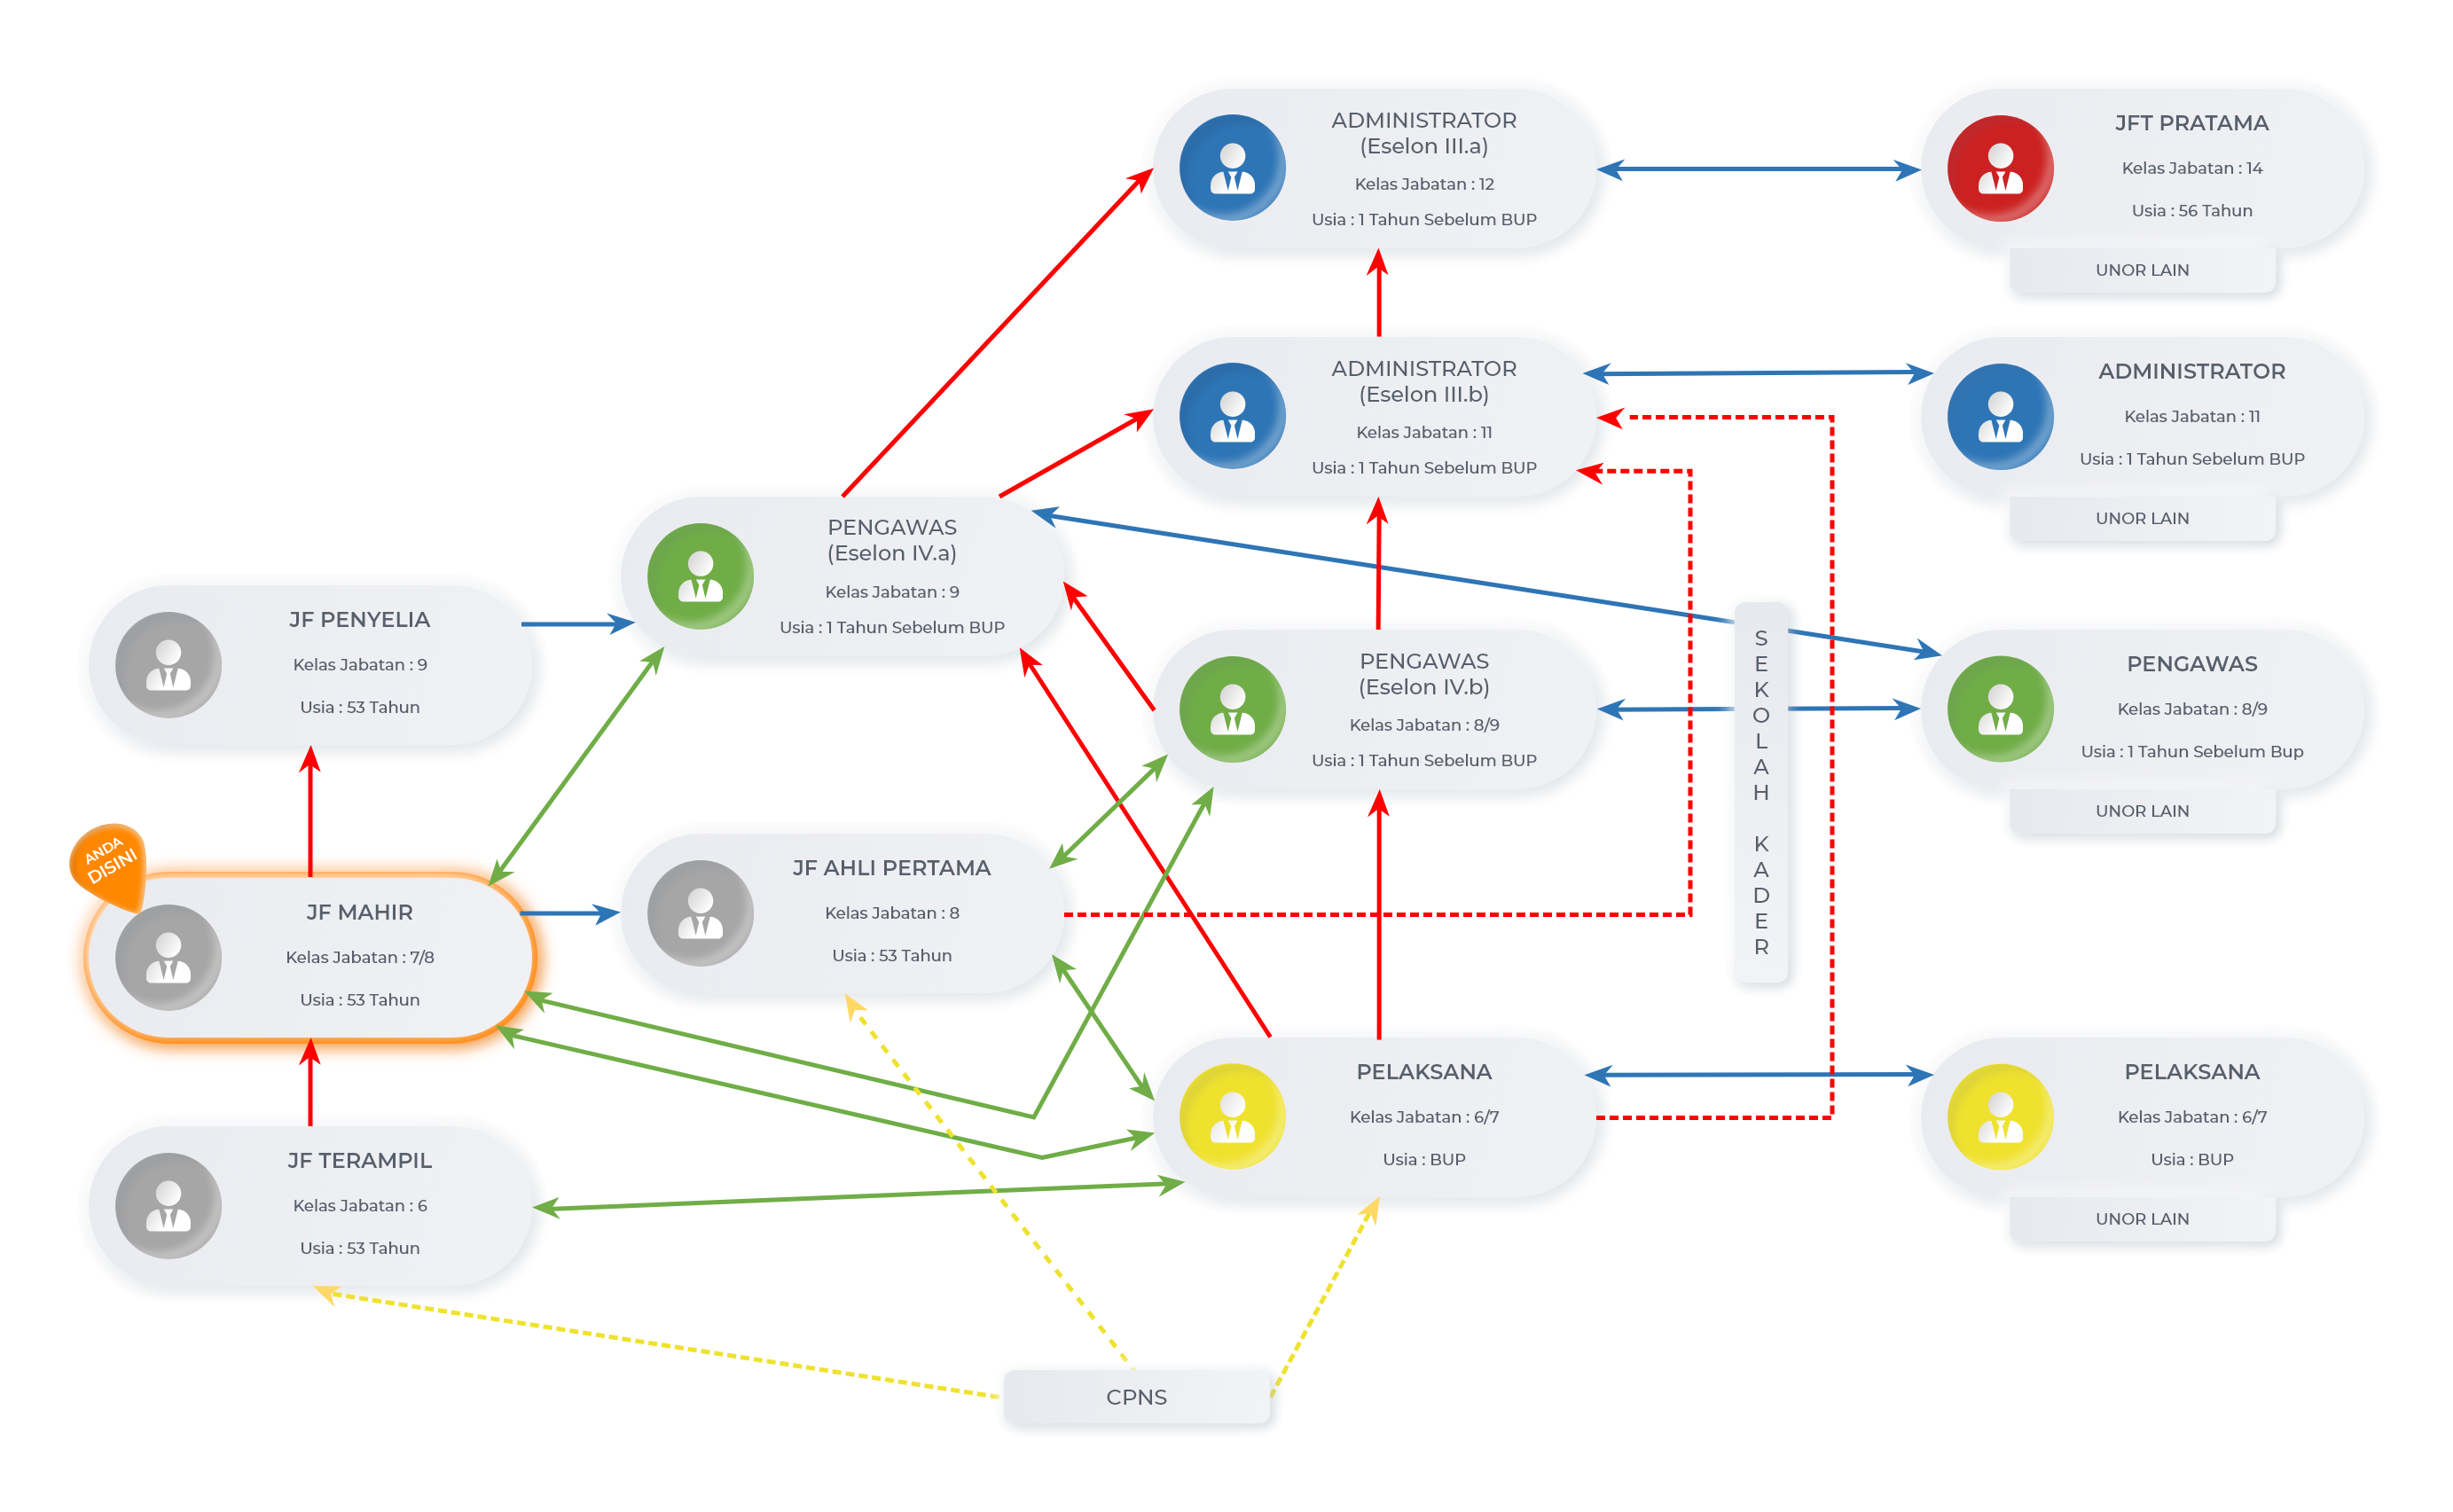 ADMINISTRATOR
(Eselon III.a)
Kelas Jabatan : 12
Usia : 1 Tahun Sebelum BUP
JFT PRATAMA
Kelas Jabatan : 14
Usia : 56 Tahun
UNOR LAIN
ADMINISTRATOR
(Eselon III.b)
Kelas Jabatan : 11
Usia : 1 Tahun Sebelum BUP
ADMINISTRATOR
Kelas Jabatan : 11
Usia : 1 Tahun Sebelum BUP
UNOR LAIN
PENGAWAS
(Eselon IV.a)
Kelas Jabatan : 9
Usia : 1 Tahun Sebelum BUP
JF PENYELIA
Kelas Jabatan : 9
Usia : 53 Tahun
PENGAWAS
(Eselon IV.b)
Kelas Jabatan : 8/9
Usia : 1 Tahun Sebelum BUP
SEKOLAH KADER
PENGAWAS
Kelas Jabatan : 8/9
Usia : 1 Tahun Sebelum Bup
UNOR LAIN
ANDA
DISINI
JF MAHIR
Kelas Jabatan : 7/8
Usia : 53 Tahun
JF AHLI PERTAMA
Kelas Jabatan : 8
Usia : 53 Tahun
PELAKSANA
Kelas Jabatan : 6/7
Usia : BUP
PELAKSANA
Kelas Jabatan : 6/7
Usia : BUP
UNOR LAIN
JF TERAMPIL
Kelas Jabatan : 6
Usia : 53 Tahun
CPNS